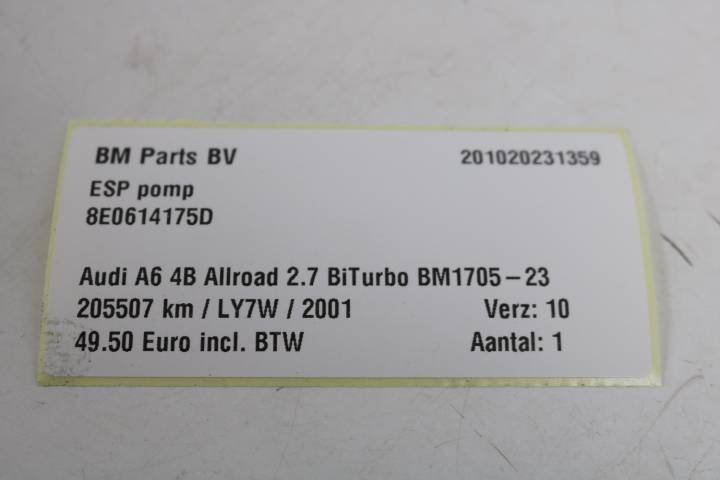 BM Parts BV 201020231359
ESP pomp
8E0614175D
Audi A6 4B Allroad 2.7 BiTurbo BM1705-23
205507 km / LY7W / 2001 Verz: 10
49.50 Euro incl. BTW Aantal: 1